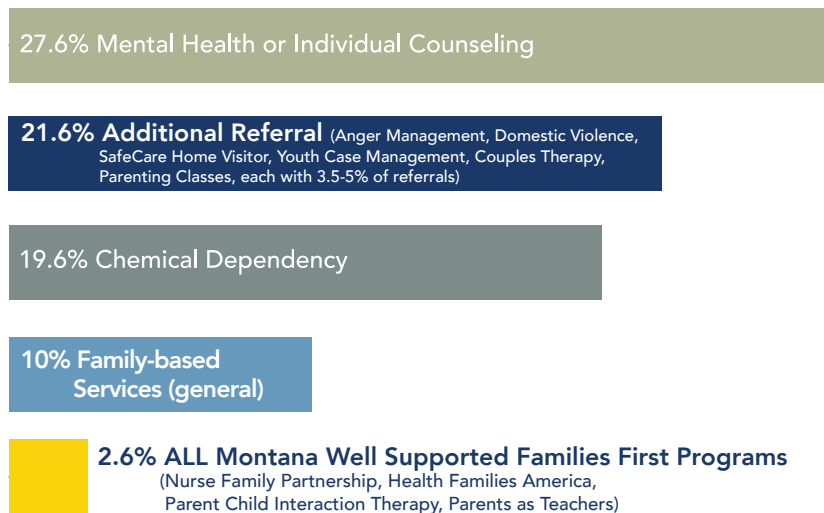 27.6% Mental Health or Individual Counseling
21.6% Additional Referral (Anger Management, Domestic Violence,
SafeCare Home Visitor, Youth Case Management, Couples Therapy,
Parenting Classes, each with 3.5-5% of referrals)
19.6% Chemical Dependency
10% Family-based
Services (general)
2.6% ALL Montana Well Supported Families First Programs
(Nurse Family Partnership, Health Families America,
Parent Child Interaction Therapy, Parents as Teachers)